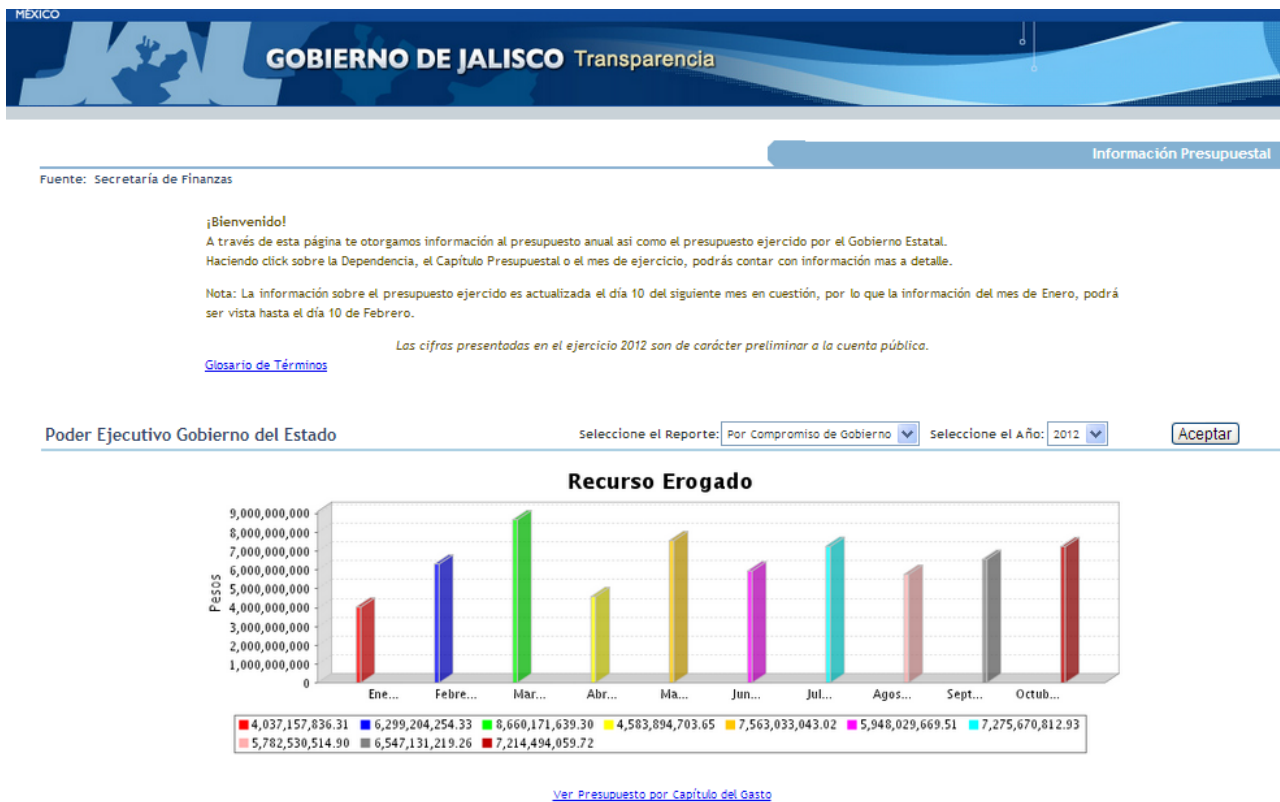 MÉXICO
JAL
GOBIERNO DE JALISCO Transparencia
Información Presupuestal
Fuente: Secretaría de Finanzas
¡Bienvenido!
A través de esta página te otorgamos información al presupuesto anual asi como el presupuesto ejercido por el Gobierno Estatal.
Haciendo click sobre la Dependencia, el Capítulo Presupuestal o el mes de ejercicio, podrás contar con información mas a detalle.
Nota: La información sobre el presupuesto ejercido es actualizada el día 10 del siguiente mes en cuestión, por lo que la información del mes de Enero, podrá
ser vista hasta el día 10 de Febrero.
Las cifras presentadas en el ejercicio 2012 son de carácter preliminar a la cuenta pública.
Glosario de Términos
Poder Ejecutivo Gobierno del Estado Seleccione el Reporte: Por Compromiso de Gobierno Seleccione el Año: 2012 Aceptar
Recurso Erogado
Pesos
9,000,000,000
8,000,000,000
7,000,000,000
6,000,000,000
5,000,000,000
4,000,000,000
3,000,000,000
2,000,000,000
1,000,000,000
0
Ene... Febre... Mar... Abr... Ma... Jun... Jul... Agos... Sept... Octub...
4,037,157,836.31 6,299,204,254.33 8,660,171,639.30 4,583,894,703.65 7,563,033,043.02 5,948,029,669.51 7,275,670,812.93
5,782,530,514.90 6,547,131,219.26 7,214,494,059.72
Ver Presupuesto por Capítulo del Gasto